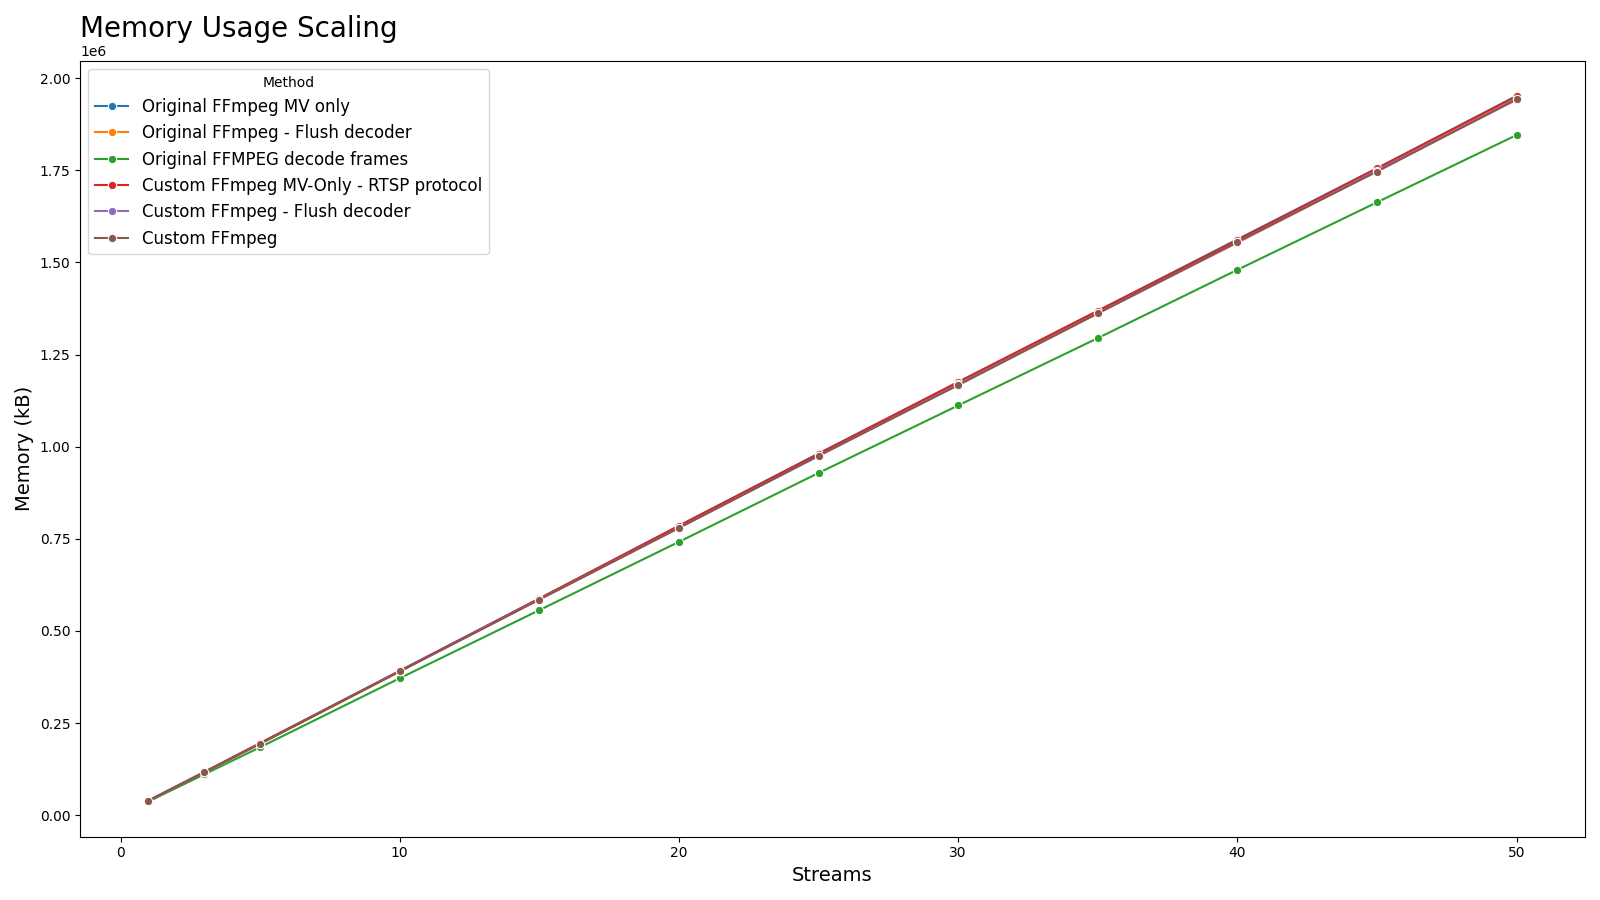 Memory Usage Scaling
1e6
Method
Original FFmpeg MV only
Original FFmpeg - Flush decoder
Original FFMPEG decode frames
Custom FFmpeg MV-Only - RTSP protocol
Custom FFmpeg - Flush decoder
Custom FFmpeg
2.00
1.75
1.50
1.25
1.00
0.75
0.50
0.25
0.00
Memory (kB)
0 10 20 30 40 50
Streams